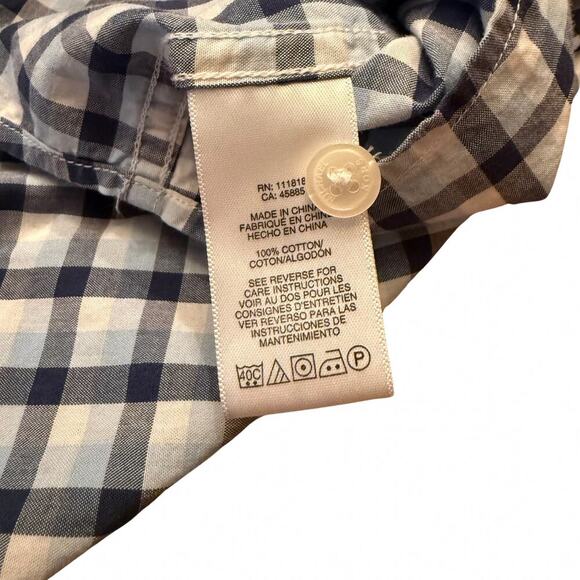 RN: 111818
CA: 45885
MADE IN CHINA
FABRIQUÉ EN CHINE
HECHO EN CHINA
100% COTTON/
COTON/ALGODÓN
SEE REVERSE FOR
CARE INSTRUCTIONS
VOIR AU DOS POUR LES
CONSIGNES D'ENTRETIEN
VER REVERSO PARA LAS
INSTRUCCIONES DE
MANTENIMIENTO
40C
P